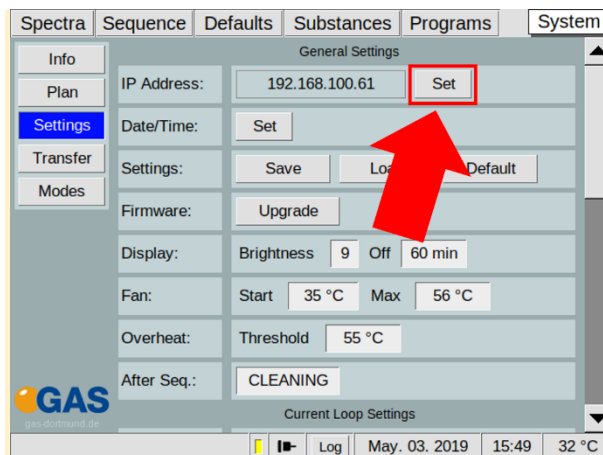 Spectra Sequence Defaults Substances Programs System
Info
Plan
Settings
Transfer
Modes
General Settings
IP Address: 192.168.100.61 Set
Date/Time: Set
Settings: Save Default
Firmware: Upgrade
Display: Brightness 9 Off 60 min
Fan: Start 35 °C Max 56 °C
Overheat: Threshold 55 °C
After Seq.: CLEANING
Current Loop Settings
GAS
gas-dortmund.de
Log May. 03. 2019 15:49 32 °C